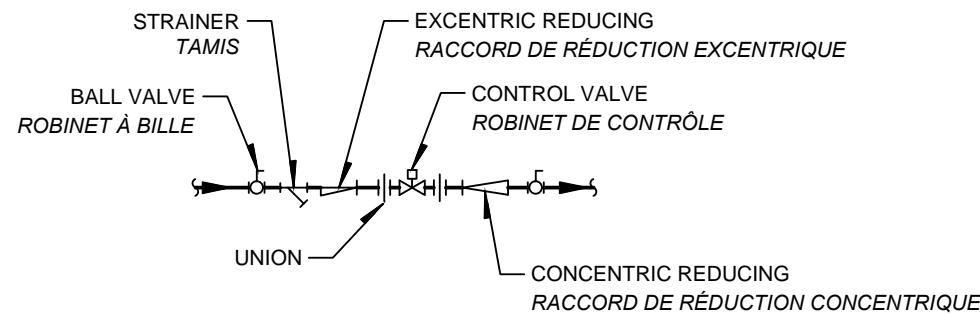 STRAINER
TAMIS
EXCENTRIC REDUCING
RACCORD DE RÉDUCTION EXCENTRIQUE
BALL VALVE
ROBINET À BILLE
CONTROL VALVE
ROBINET DE CONTRÔLE
UNION
CONCENTRIC REDUCING
RACCORD DE RÉDUCTION CONCENTRIQUE